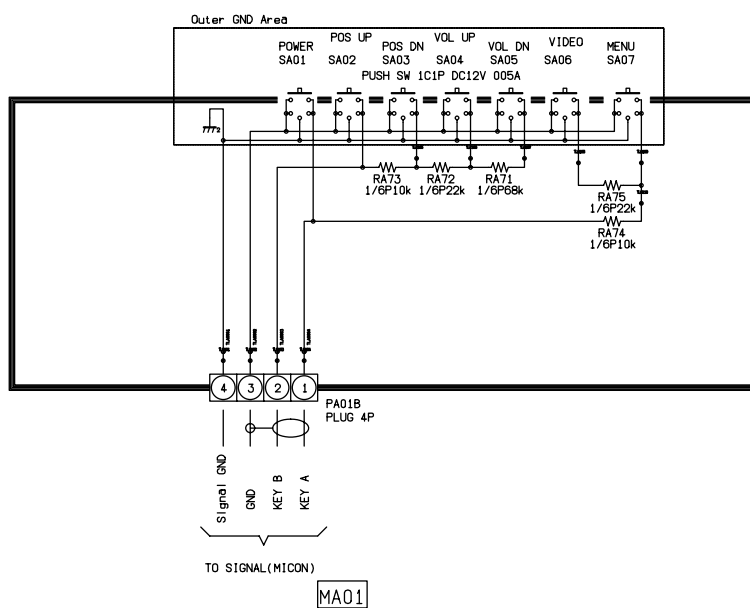 Outer GND Area
POWER
SA01
POS UP
SA02
POS DN
SA03
VOL UP
SA04
VOL DN
SA05
VIDEO
SA06
MENU
SA07
PUSH SW 1C1P DC12V 005A
RA73
1/6P10k
RA72
1/6P22k
RA71
1/6P68k
RA75
1/6P22k
RA74
1/6P10k
4 3 2 1
PA01B
PLUG 4P
Signal GND
GND
KEY B
KEY A
TO SIGNAL(MICON)
MA01